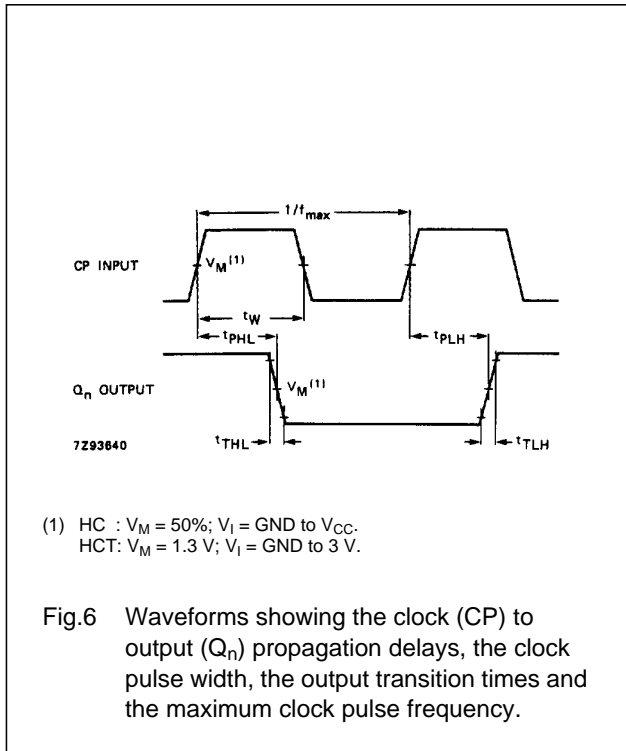 1/fmax
CP INPUT
VM(1)
tW
tPHL
tPLH
Qn OUTPUT
VM(1)
7Z93640
tTHL
tTLH
(1) HC : VM = 50%; VI = GND to VCC.
HCT: VM = 1.3 V; VI = GND to 3 V.
Fig.6 Waveforms showing the clock (CP) to
output (Qn) propagation delays, the clock
pulse width, the output transition times and
the maximum clock pulse frequency.